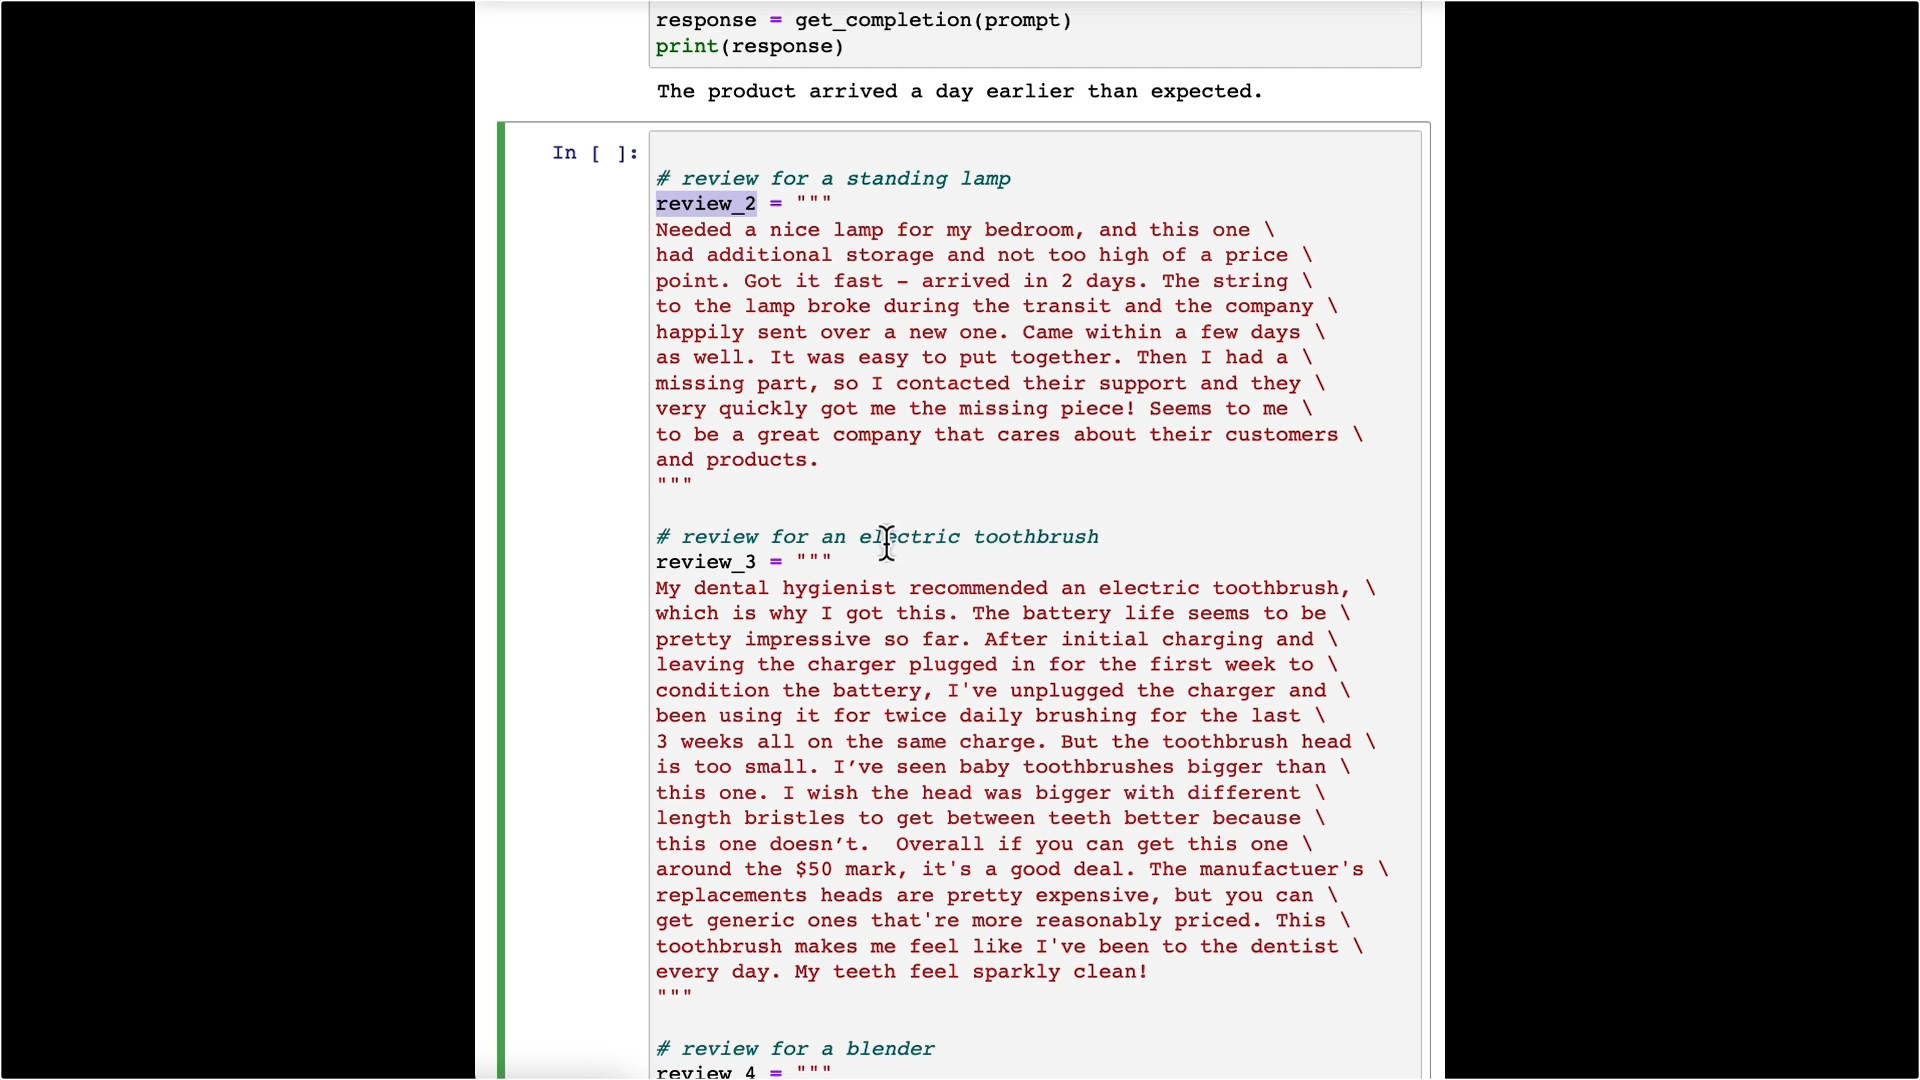 response = get_completion(prompt)
print(response)
The product arrived a day earlier than expected.
In [ ]:
# review for a standing lamp
review_2 = """
Needed a nice lamp for my bedroom, and this one \
had additional storage and not too high of a price \
point. Got it fast - arrived in 2 days. The string \
to the lamp broke during the transit and the company \
happily sent over a new one. Came within a few days \
as well. It was easy to put together. Then I had a \
missing part, so I contacted their support and they \
very quickly got me the missing piece! Seems to me \
to be a great company that cares about their customers \
and products.
"""
# review for an electric toothbrush
review_3 = """
My dental hygienist recommended an electric toothbrush, \
which is why I got this. The battery life seems to be \
pretty impressive so far. After initial charging and \
leaving the charger plugged in for the first week to \
condition the battery, I've unplugged the charger and \
been using it for twice daily brushing for the last \
3 weeks all on the same charge. But the toothbrush head \
is too small. I’ve seen baby toothbrushes bigger than \
this one. I wish the head was bigger with different \
length bristles to get between teeth better because \
this one doesn’t.  Overall if you can get this one \
around the $50 mark, it's a good deal. The manufactuer's \
replacements heads are pretty expensive, but you can \
get generic ones that're more reasonably priced. This \
toothbrush makes me feel like I've been to the dentist \
every day. My teeth feel sparkly clean!
"""
# review for a blender
review_4 = """